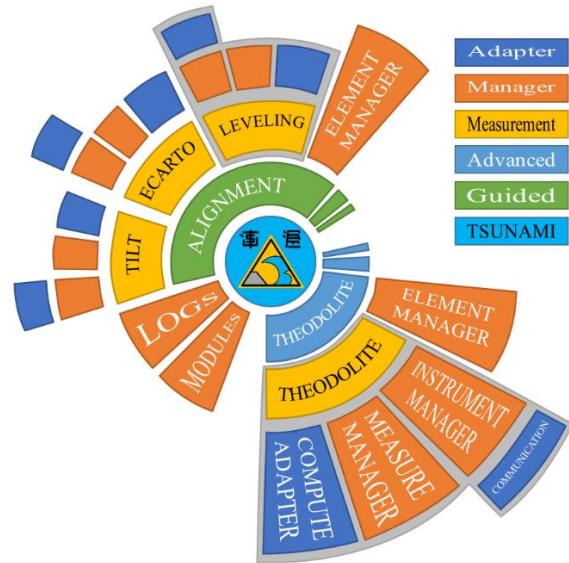 Adapter
Manager
Measurement
Advanced
Guided
TSUNAMI
ELEMENT
MANAGER
LEVELING
ECARTO
ALIGNMENT
TILT
LOGS
MODULES
THEODOLITE
ELEMENT
MANAGER
THEODOLITE
INSTRUMENT
MANAGER
COMMUNICATION
MEASURE
MANAGER
COMPUTE
ADAPTER